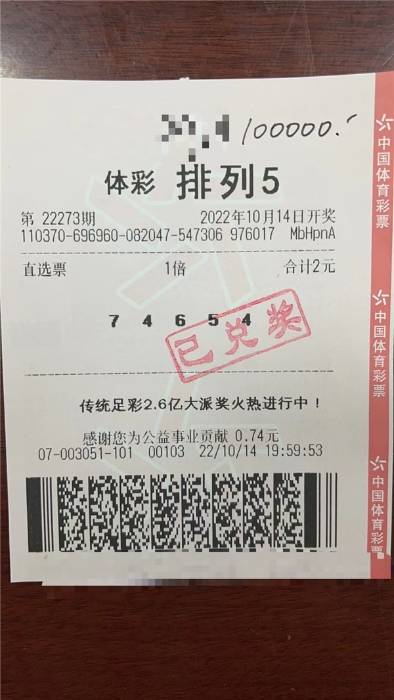 100000.
体彩 排列5
第 22273期 2022年10月14日开奖
110370-696960-082047-547306 976017 MbHpnA
直选票 1倍 合计2元
7 4 6 5 4
已兑奖
传统足彩2.6亿大派奖火热进行中！
感谢您为公益事业贡献 0.74元
07-003051-101 00103 22/10/14 19:59:53
中国体育彩票
中国体育彩票
中国体育彩票